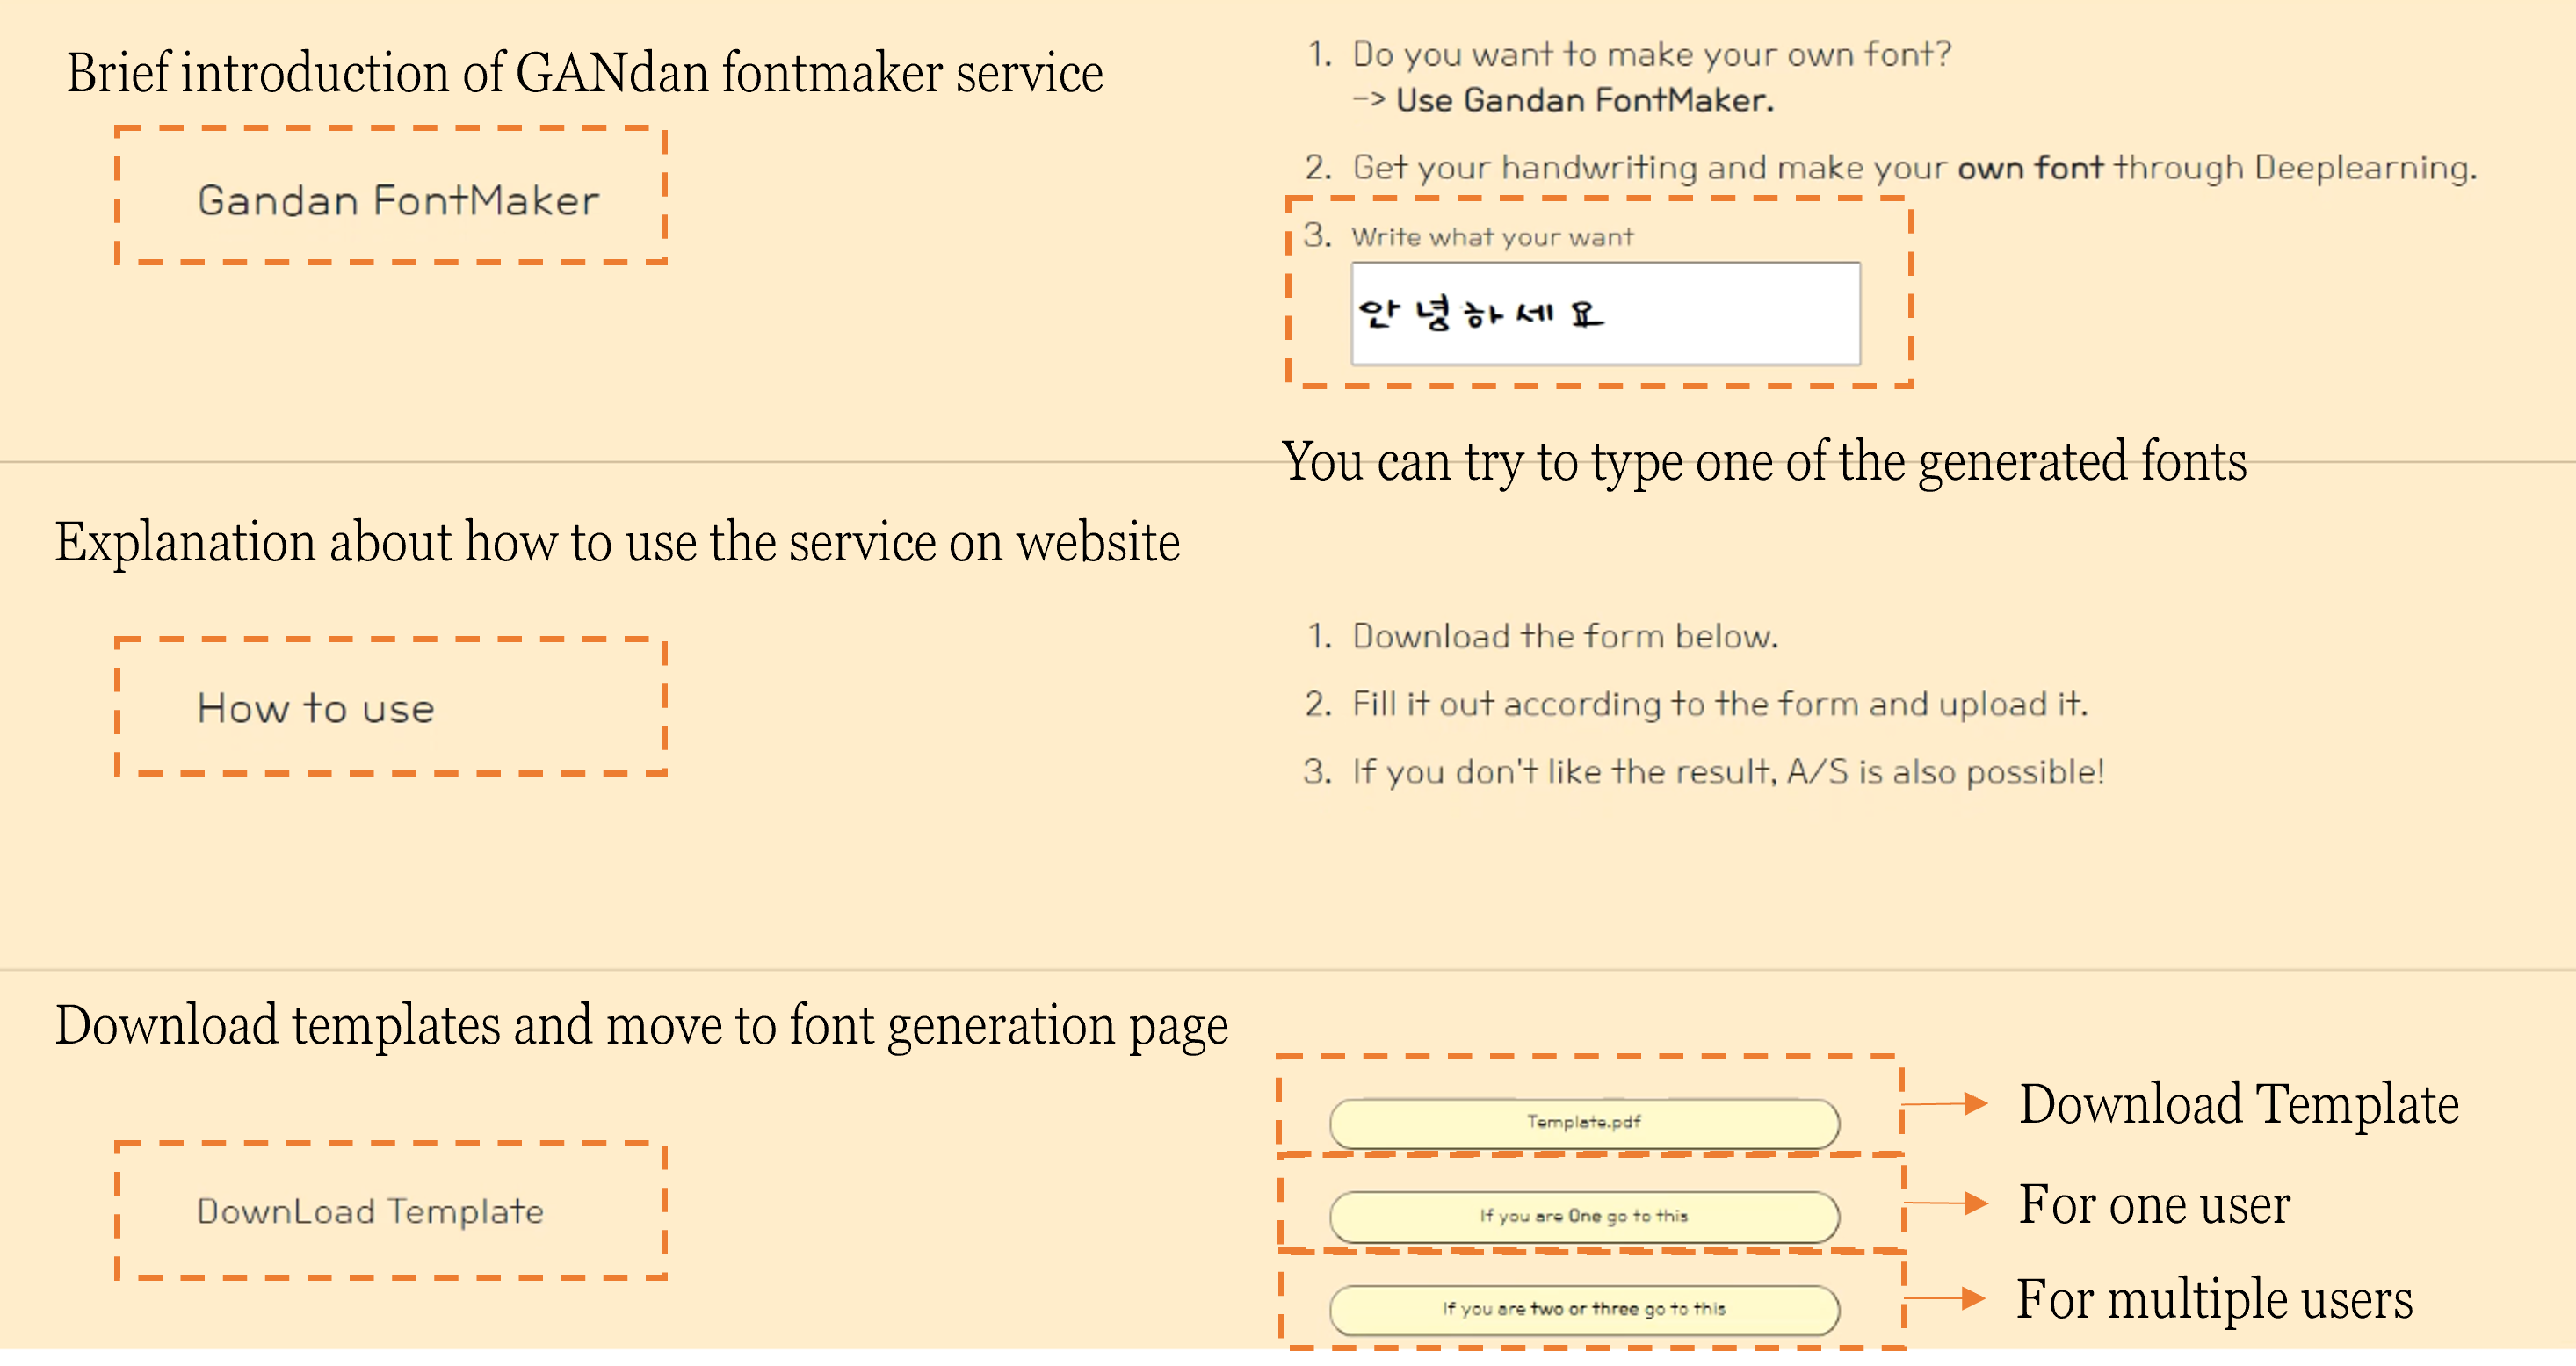 Brief introduction of GANdan fontmaker service
Gandan FontMaker
1. Do you want to make your own font?
-> Use Gandan FontMaker.
2. Get your handwriting and make your own font through Deeplearning.
3. Write what your want
안녕하세요
You can try to type one of the generated fonts
Explanation about how to use the service on website
How to use
1. Download the form below.
2. Fill it out according to the form and upload it.
3. If you don't like the result, A/S is also possible!
Download templates and move to font generation page
DownLoad Template
Template.pdf
Download Template
If you are One go to this
For one user
If you are two or three go to this
For multiple users